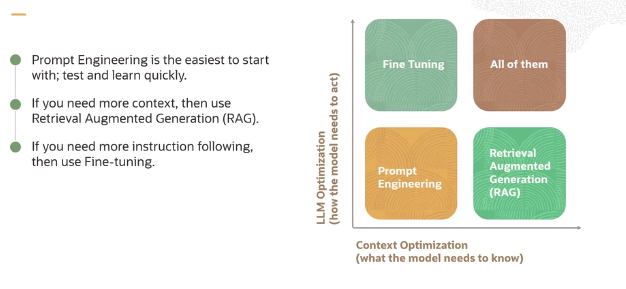 Prompt Engineering is the easiest to start
with; test and learn quickly.
If you need more context, then use
Retrieval Augmented Generation (RAG).
If you need more instruction following,
then use Fine-tuning.
LLM Optimization
(how the model needs to act)
Fine Tuning
All of them
Prompt
Engineering
Retrieval
Augmented
Generation
(RAG)
Context Optimization
(what the model needs to know)